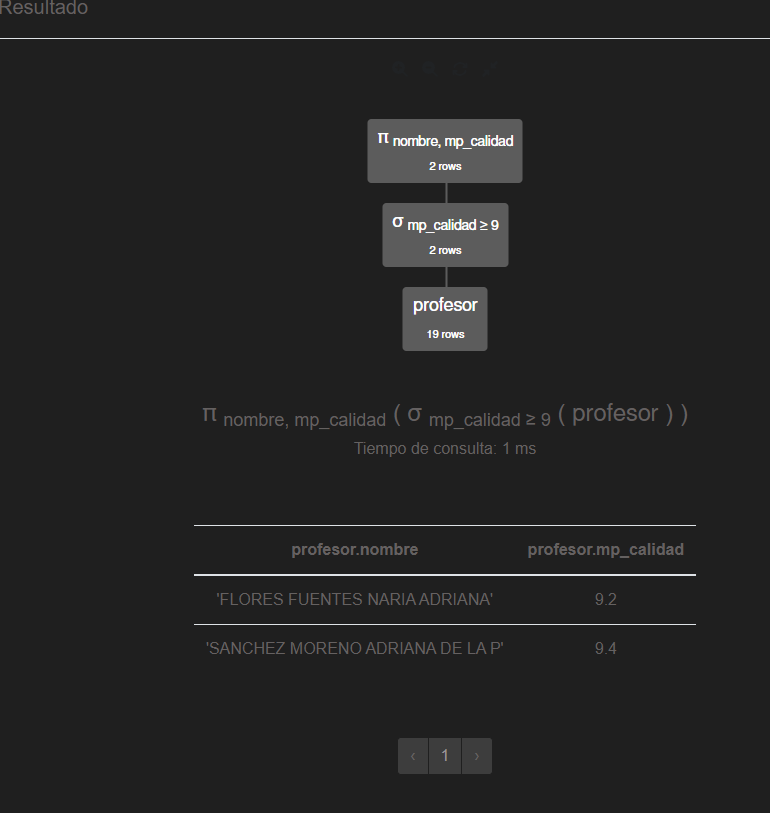 Resultado
π nombre, mp_calidad
2 rows
σ mp_calidad ≥ 9
2 rows
profesor
19 rows
π nombre, mp_calidad ( σ mp_calidad ≥ 9 ( profesor ) )
Tiempo de consulta: 1 ms
profesor.nombre profesor.mp_calidad
'FLORES FUENTES NARIA ADRIANA' 9.2
'SANCHEZ MORENO ADRIANA DE LA P' 9.4
‹ 1 ›